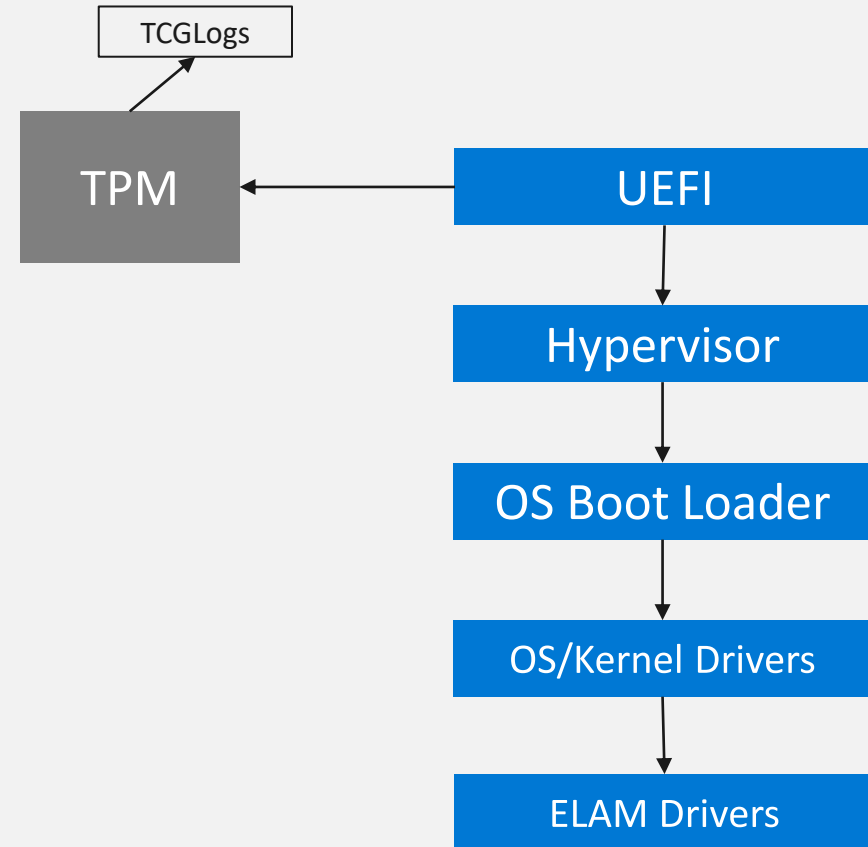 TCGLogs
TPM
UEFI
Hypervisor
OS Boot Loader
OS/Kernel Drivers
ELAM Drivers